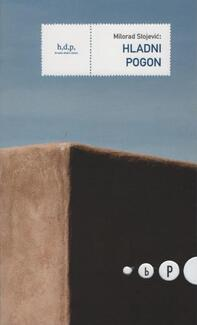 h,d,p,
Milorad Stojević:
HLADNI
POGON
b P